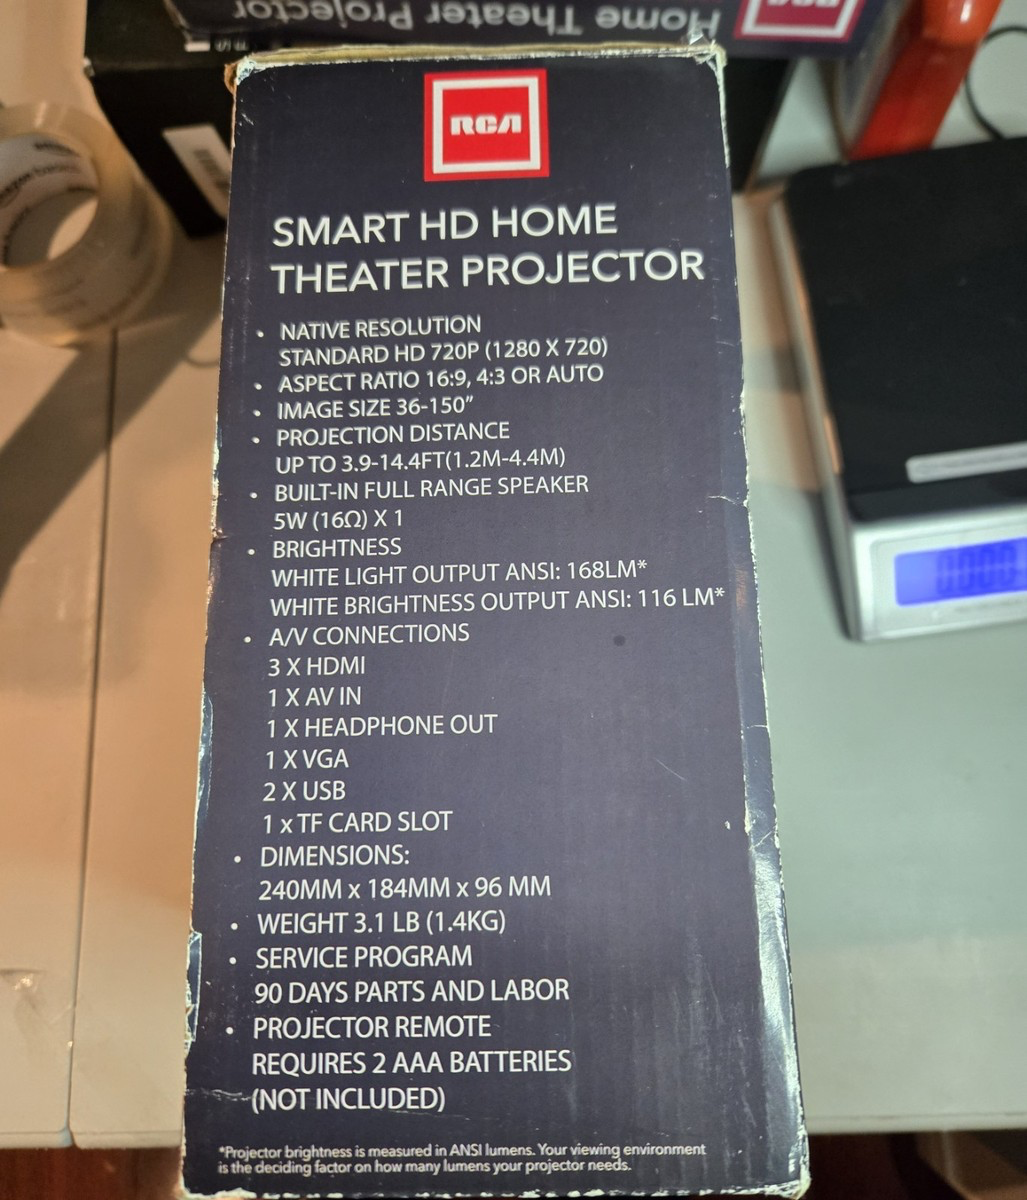 Home Theater Projector
RCA
RCA
SMART HD HOME
THEATER PROJECTOR
• NATIVE RESOLUTION
STANDARD HD 720P (1280 X 720)
• ASPECT RATIO 16:9, 4:3 OR AUTO
• IMAGE SIZE 36-150”
• PROJECTION DISTANCE
UP TO 3.9-14.4FT(1.2M-4.4M)
• BUILT-IN FULL RANGE SPEAKER
5W (16Ω) X 1
• BRIGHTNESS
WHITE LIGHT OUTPUT ANSI: 168LM*
WHITE BRIGHTNESS OUTPUT ANSI: 116 LM*
• A/V CONNECTIONS
3 X HDMI
1 X AV IN
1 X HEADPHONE OUT
1 X VGA
2 X USB
1 x TF CARD SLOT
• DIMENSIONS:
240MM x 184MM x 96 MM
• WEIGHT 3.1 LB (1.4KG)
• SERVICE PROGRAM
90 DAYS PARTS AND LABOR
• PROJECTOR REMOTE
REQUIRES 2 AAA BATTERIES
(NOT INCLUDED)
*Projector brightness is measured in ANSI lumens. Your viewing environment
is the deciding factor on how many lumens your projector needs.
0.000